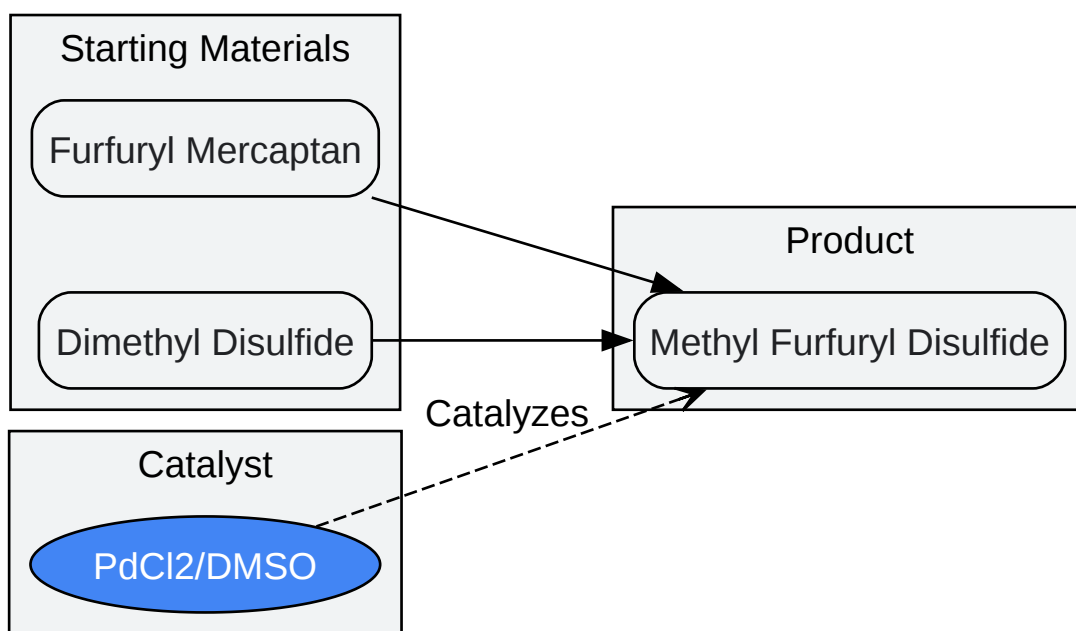 Starting Materials
Furfuryl Mercaptan
Dimethyl Disulfide
Product
Methyl Furfuryl Disulfide
Catalyzes
Catalyst
PdCl2/DMSO